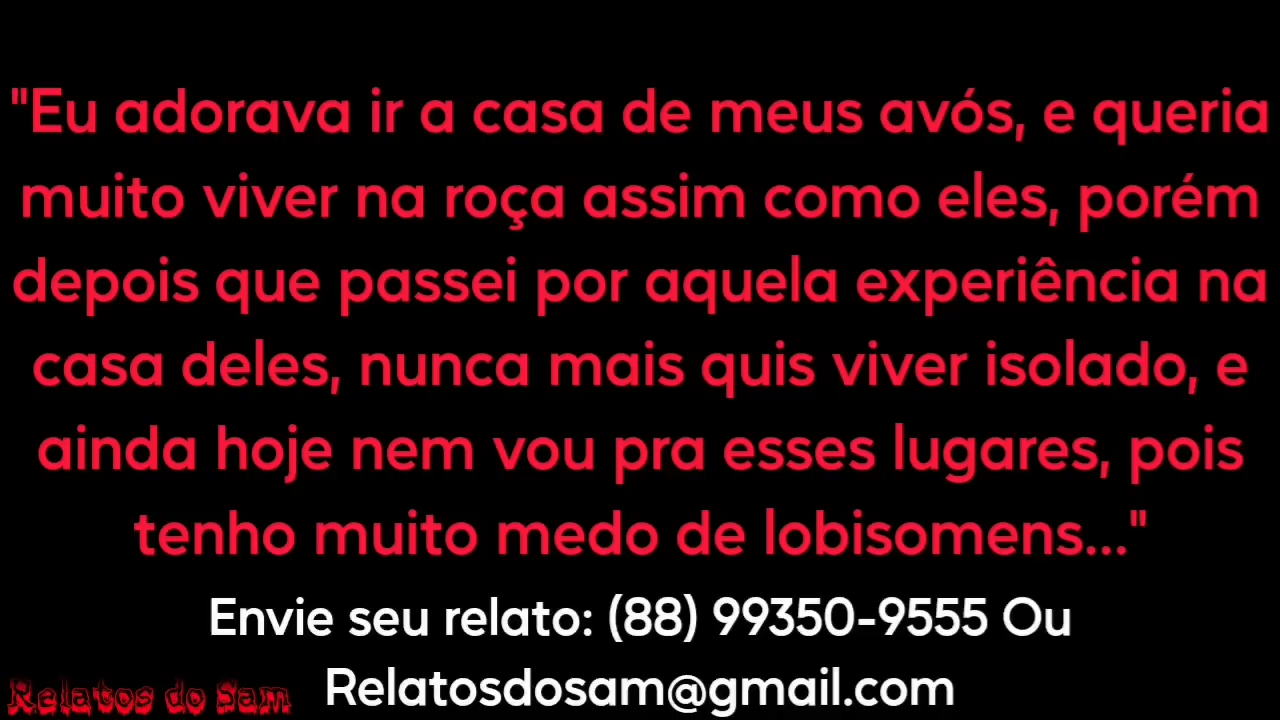 "Eu adorava ir a casa de meus avós, e queria
muito viver na roça assim como eles, porém
depois que passei por aquela experiência na
casa deles, nunca mais quis viver isolado, e
ainda hoje nem vou pra esses lugares, pois
tenho muito medo de lobisomens..."
Envie seu relato: (88) 99350-9555 Ou
Relatosdosam@gmail.com
Relatos do Sam